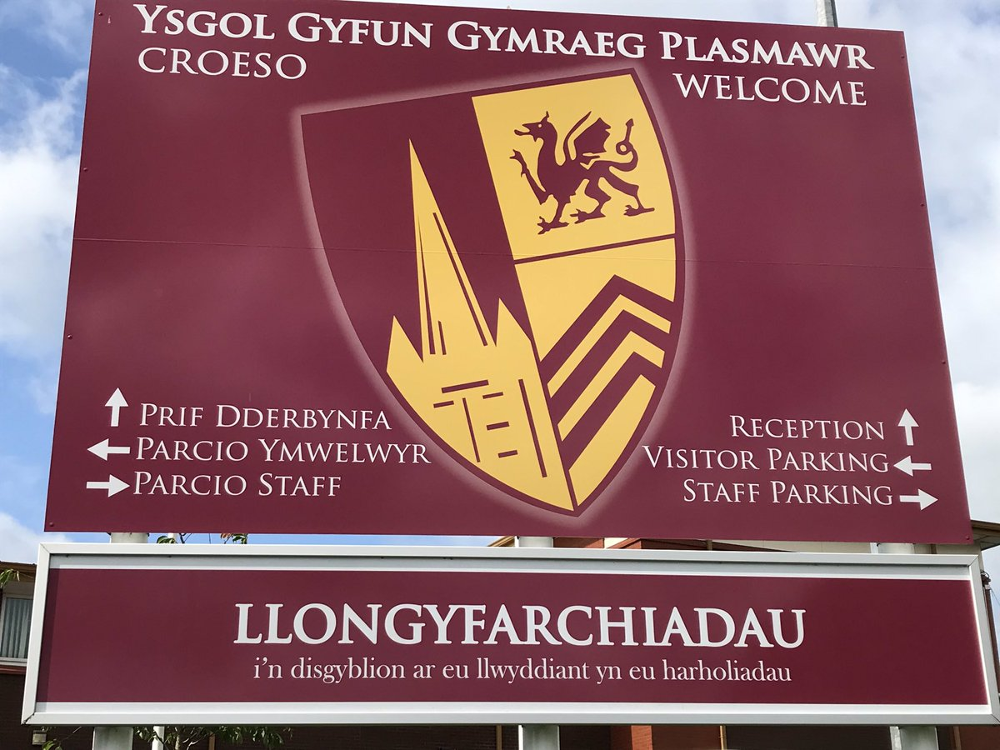 Ysgol Gyfun Gymraeg Plasmawr
CROESO
WELCOME
Prif Dderbynfa
Parcio Ymwelwyr
Parcio Staff
Reception
Visitor Parking
Staff Parking
LLONGYFARCHIADAU
i'n disgyblion ar eu llwyddiant yn eu harholiadau